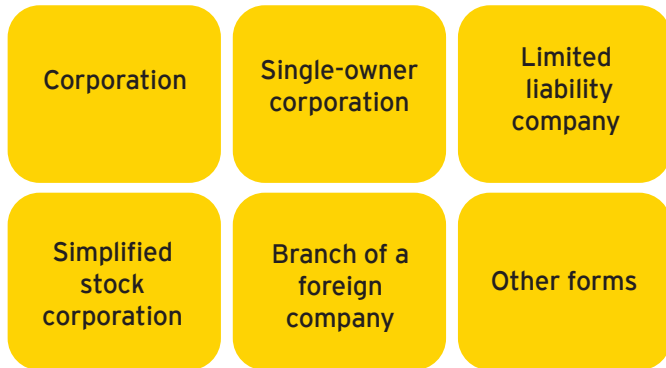 Corporation
Single-owner
corporation
Limited
liability
company
Simplified
stock
corporation
Branch of a
foreign
company
Other forms